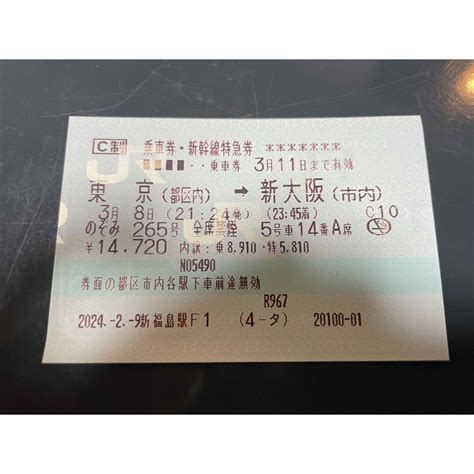 C制 乗車券・新幹線特急券 *******
・・乗車券 3月11日まで有効
東京(都区内) → 新大阪(市内)
3月 8日 (21:24発) (23:45着) C10
のぞみ 265号 全席禁煙 5号車14番A席
¥14,720 内訳:乗8,910・特5,810
N05490
券面の都区市内各駅下車前途無効
R967
2024.-2.-9新福島駅F1 (4-タ) 20100-01
JR